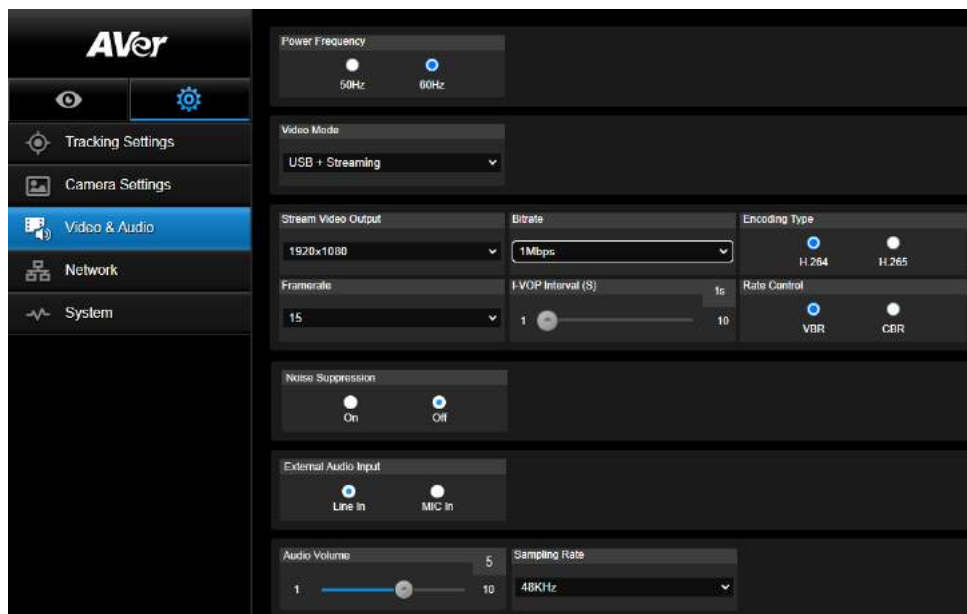 AVer
Tracking Settings
Camera Settings
Video & Audio
Network
System
Power Frequency
50Hz 60Hz
Video Mode
USB + Streaming
Stream Video Output Bitrate Encoding Type
1920x1080 1Mbps H.264 H.265
Framerate I-VOP Interval (S) 1s Rate Control
15 1 10 VBR CBR
Noise Suppression
On Off
External Audio Input
Line In MIC In
Audio Volume 5 Sampling Rate
1 10 48KHz